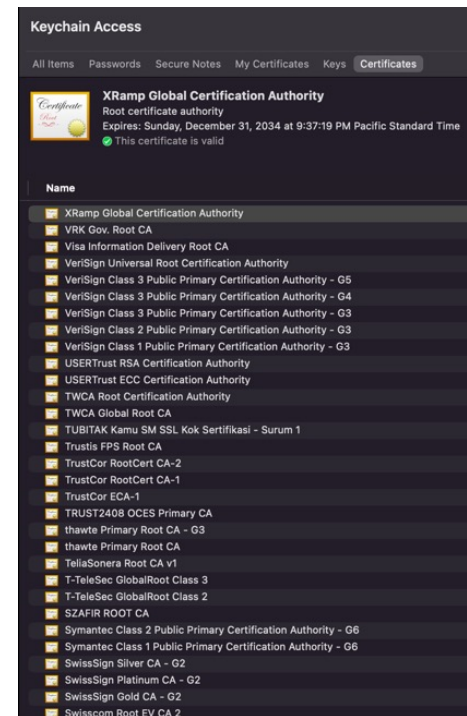 Keychain Access
All Items Passwords Secure Notes My Certificates Keys Certificates
Certificate
Root
XRamp Global Certification Authority
Root certificate authority
Expires: Sunday, December 31, 2034 at 9:37:19 PM Pacific Standard Time
This certificate is valid
Name
XRamp Global Certification Authority
VRK Gov. Root CA
Visa Information Delivery Root CA
VeriSign Universal Root Certification Authority
VeriSign Class 3 Public Primary Certification Authority - G5
VeriSign Class 3 Public Primary Certification Authority - G4
VeriSign Class 3 Public Primary Certification Authority - G3
VeriSign Class 2 Public Primary Certification Authority - G3
VeriSign Class 1 Public Primary Certification Authority - G3
USERTrust RSA Certification Authority
USERTrust ECC Certification Authority
TWCA Root Certification Authority
TWCA Global Root CA
TUBITAK Kamu SM SSL Kok Sertifikasi - Surum 1
Trustis FPS Root CA
TrustCor RootCert CA-2
TrustCor RootCert CA-1
TrustCor ECA-1
TRUST2408 OCES Primary CA
thawte Primary Root CA - G3
thawte Primary Root CA
TeliaSonera Root CA v1
T-TeleSec GlobalRoot Class 3
T-TeleSec GlobalRoot Class 2
SZAFIR ROOT CA
Symantec Class 2 Public Primary Certification Authority - G6
Symantec Class 1 Public Primary Certification Authority - G6
SwissSign Silver CA - G2
SwissSign Platinum CA - G2
SwissSign Gold CA - G2
Swisscom Root EV CA 2